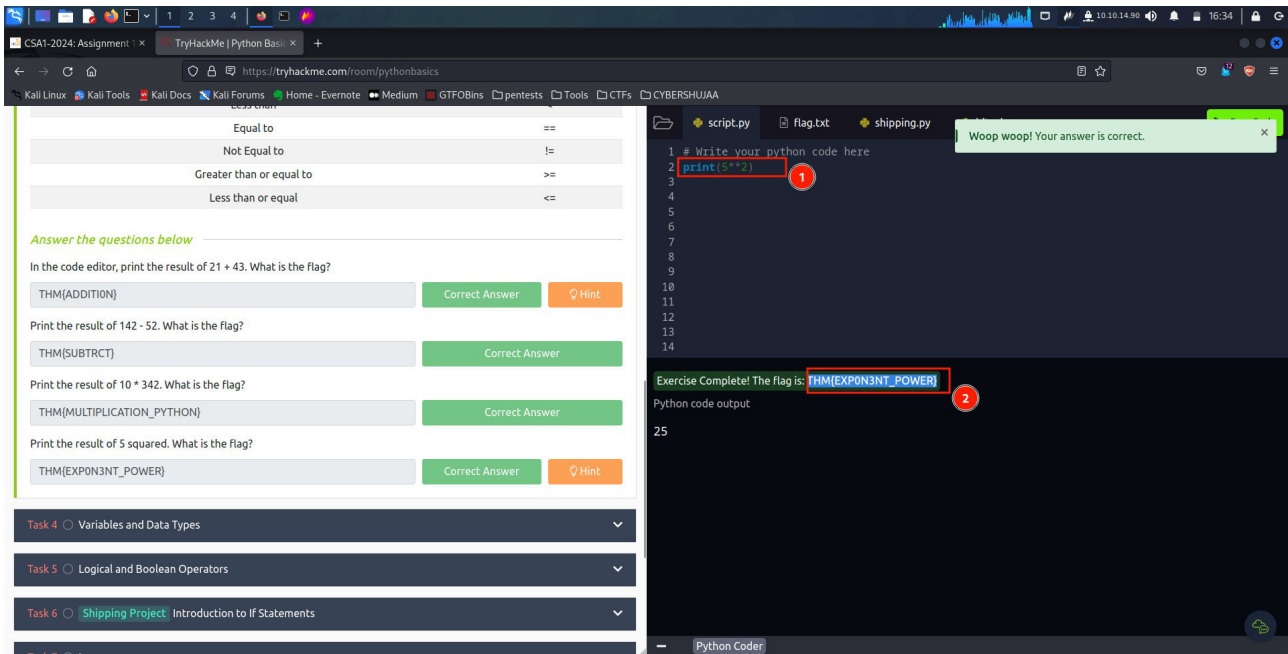 1 2 3 4
10.10.14.90 16:34
CSA1-2024: Assignment 1 × TryHackMe | Python Basic × +
https://tryhackme.com/room/pythonbasics
12
Kali Linux Kali Tools Kali Docs Kali Forums Home - Evernote Medium GTFOBins pentests Tools CTFs CYBERSHUJAA
Less than <
Equal to ==
Not Equal to !=
Greater than or equal to >=
Less than or equal <=
Answer the questions below
In the code editor, print the result of 21 + 43. What is the flag?
THM{ADDITI0N} Correct Answer Hint
Print the result of 142 - 52. What is the flag?
THM{SUBTRCT} Correct Answer
Print the result of 10 * 342. What is the flag?
THM{MULTIPLICATION_PYTHON} Correct Answer
Print the result of 5 squared. What is the flag?
THM{EXP0N3NT_POWER} Correct Answer Hint
Task 4 Variables and Data Types
Task 5 Logical and Boolean Operators
Task 6 Shipping Project Introduction to If Statements
script.py flag.txt shipping.py
Woop woop! Your answer is correct. ×
1 # Write your python code here
2 print(5**2)
1
3
4
5
6
7
8
9
10
11
12
13
14
Exercise Complete! The flag is: THM{EXP0N3NT_POWER}
2
Python code output
25
Python Coder